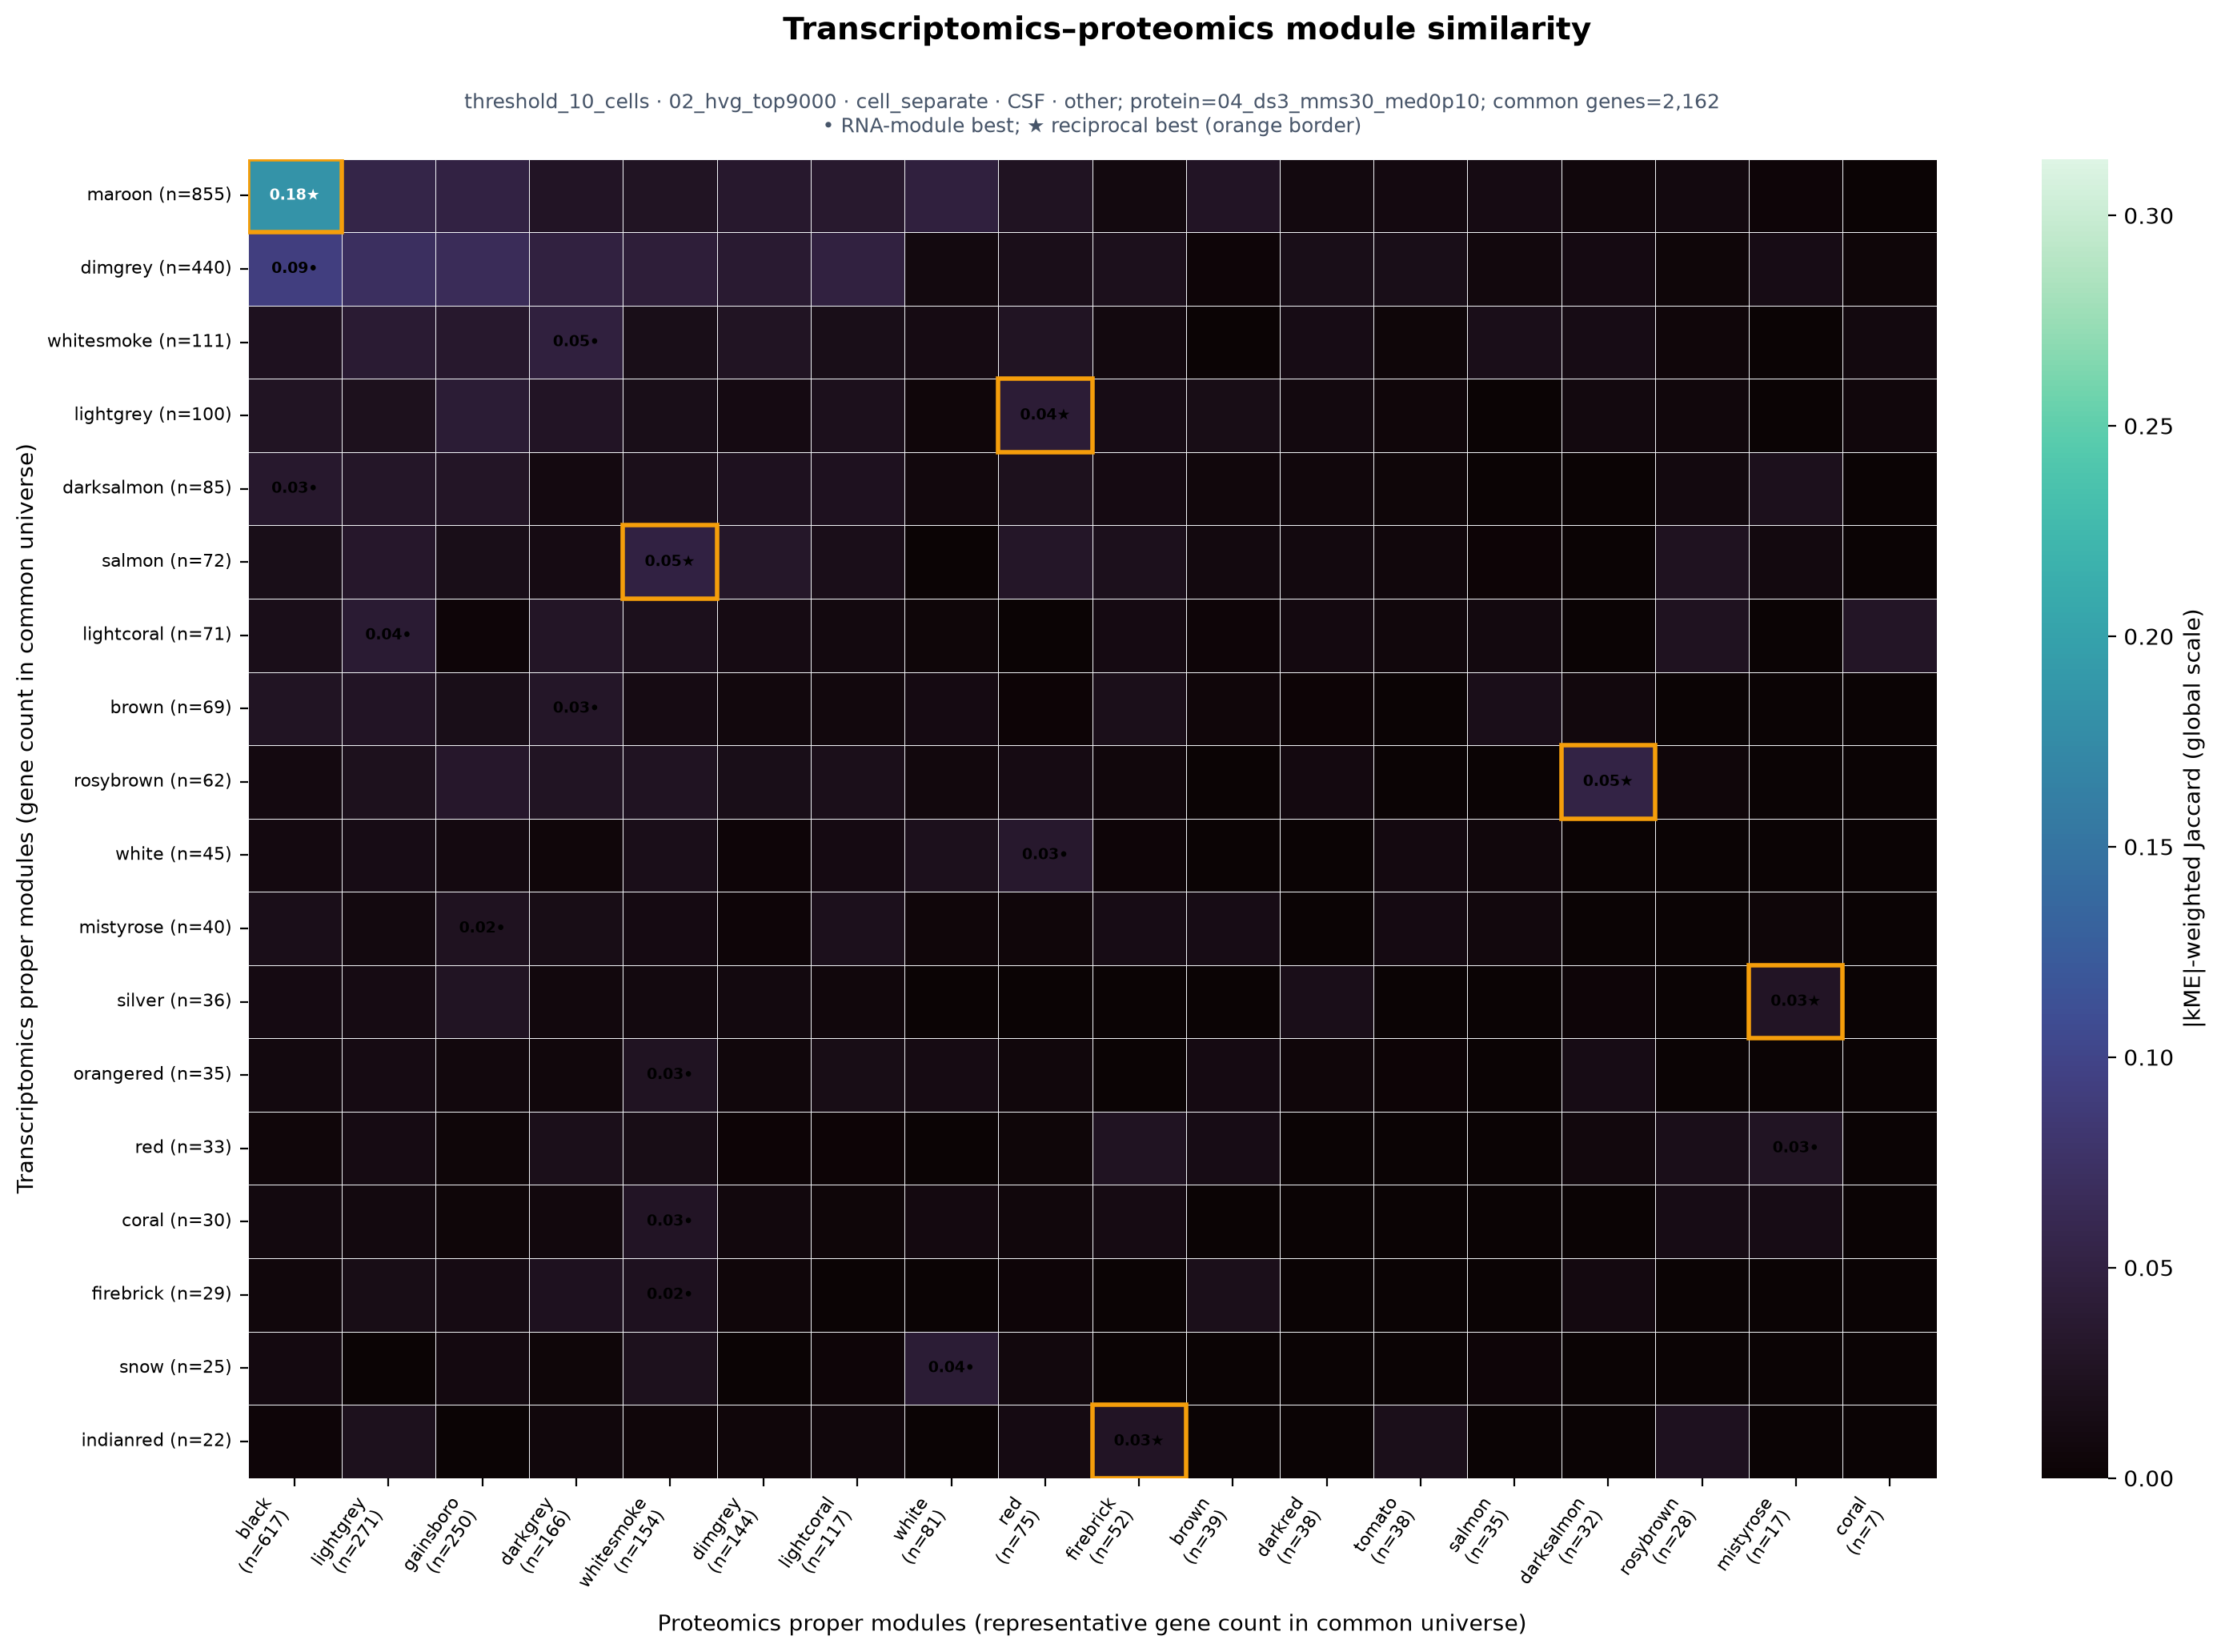 Transcriptomics–proteomics module similarity
threshold_10_cells · 02_hvg_top9000 · cell_separate · CSF · other; protein=04_ds3_mms30_med0p10; common genes=2,162
• RNA-module best; ★ reciprocal best (orange border)
Transcriptomics proper modules (gene count in common universe)
maroon (n=855)
0.18★
dimgrey (n=440)
0.09•
whitesmoke (n=111)
0.05•
lightgrey (n=100)
0.04★
darksalmon (n=85)
0.03•
salmon (n=72)
0.05★
lightcoral (n=71)
0.04•
brown (n=69)
0.03•
rosybrown (n=62)
0.05★
white (n=45)
0.03•
mistyrose (n=40)
0.02•
silver (n=36)
0.03★
orangered (n=35)
0.03•
red (n=33)
0.03•
coral (n=30)
0.03•
firebrick (n=29)
0.02•
snow (n=25)
0.04•
indianred (n=22)
0.03★
black
(n=617)
lightgrey
(n=271)
gainsboro
(n=250)
darkgrey
(n=166)
whitesmoke
(n=154)
dimgrey
(n=144)
lightcoral
(n=117)
white
(n=81)
red
(n=75)
firebrick
(n=52)
brown
(n=39)
darkred
(n=38)
tomato
(n=38)
salmon
(n=35)
darksalmon
(n=32)
rosybrown
(n=28)
mistyrose
(n=17)
coral
(n=7)
Proteomics proper modules (representative gene count in common universe)
0.30
0.25
0.20
0.15
0.10
0.05
0.00
|kME|-weighted Jaccard (global scale)